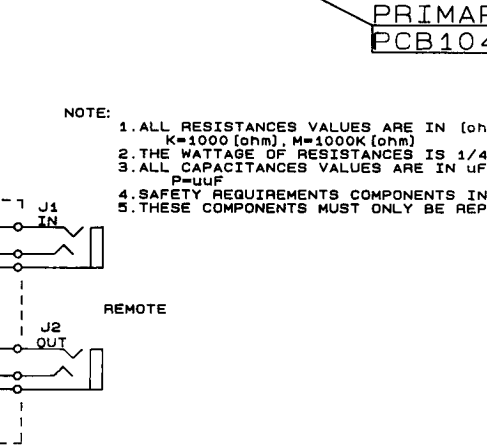 PRIMAR
PCB104
NOTE:
1.ALL RESISTANCES VALUES ARE IN [oh
K=1000[ohm], M=1000K[ohm]
2.THE WATTAGE OF RESISTANCES IS 1/4
3.ALL CAPACITANCES VALUES ARE IN uF
P=uuF
4.SAFETY REQUIREMENTS COMPONENTS IN
5.THESE COMPONENTS MUST ONLY BE REP
J1
IN
REMOTE
J2
OUT